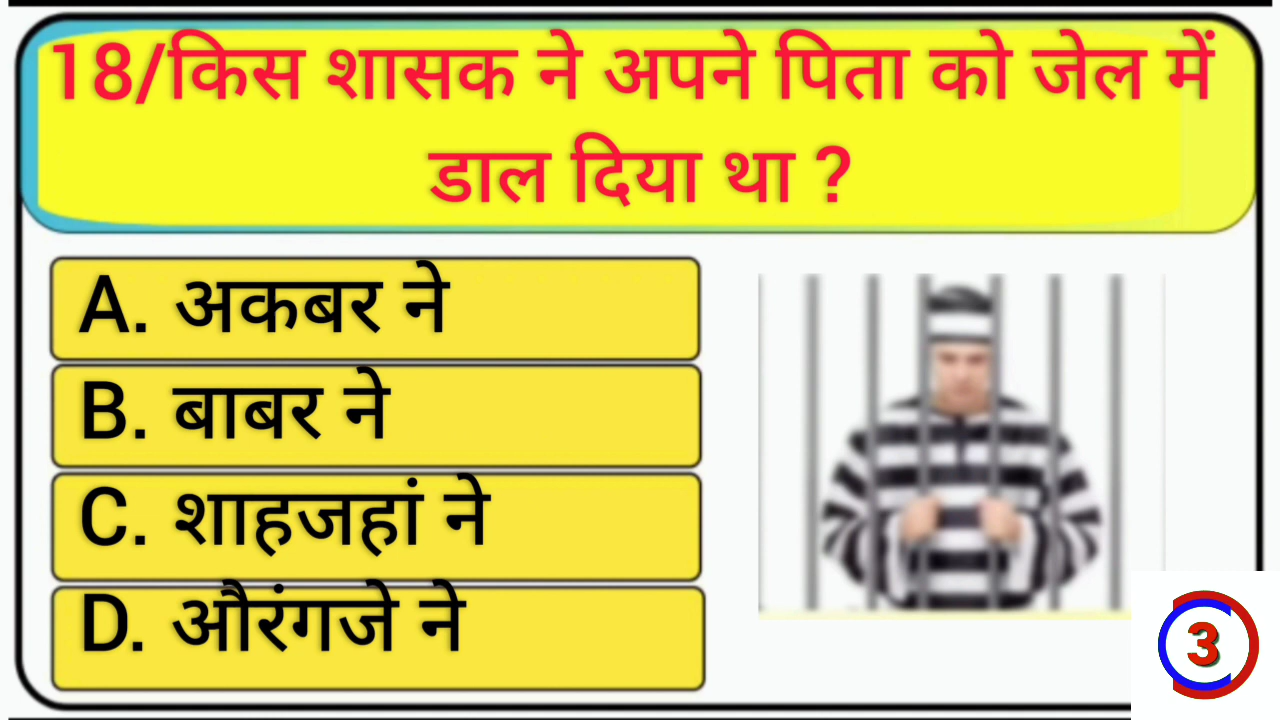 18/किस शासक ने अपने पिता को जेल में
डाल दिया था ?
A. अकबर ने
B. बाबर ने
C. शाहजहां ने
D. औरंगजे ने
3